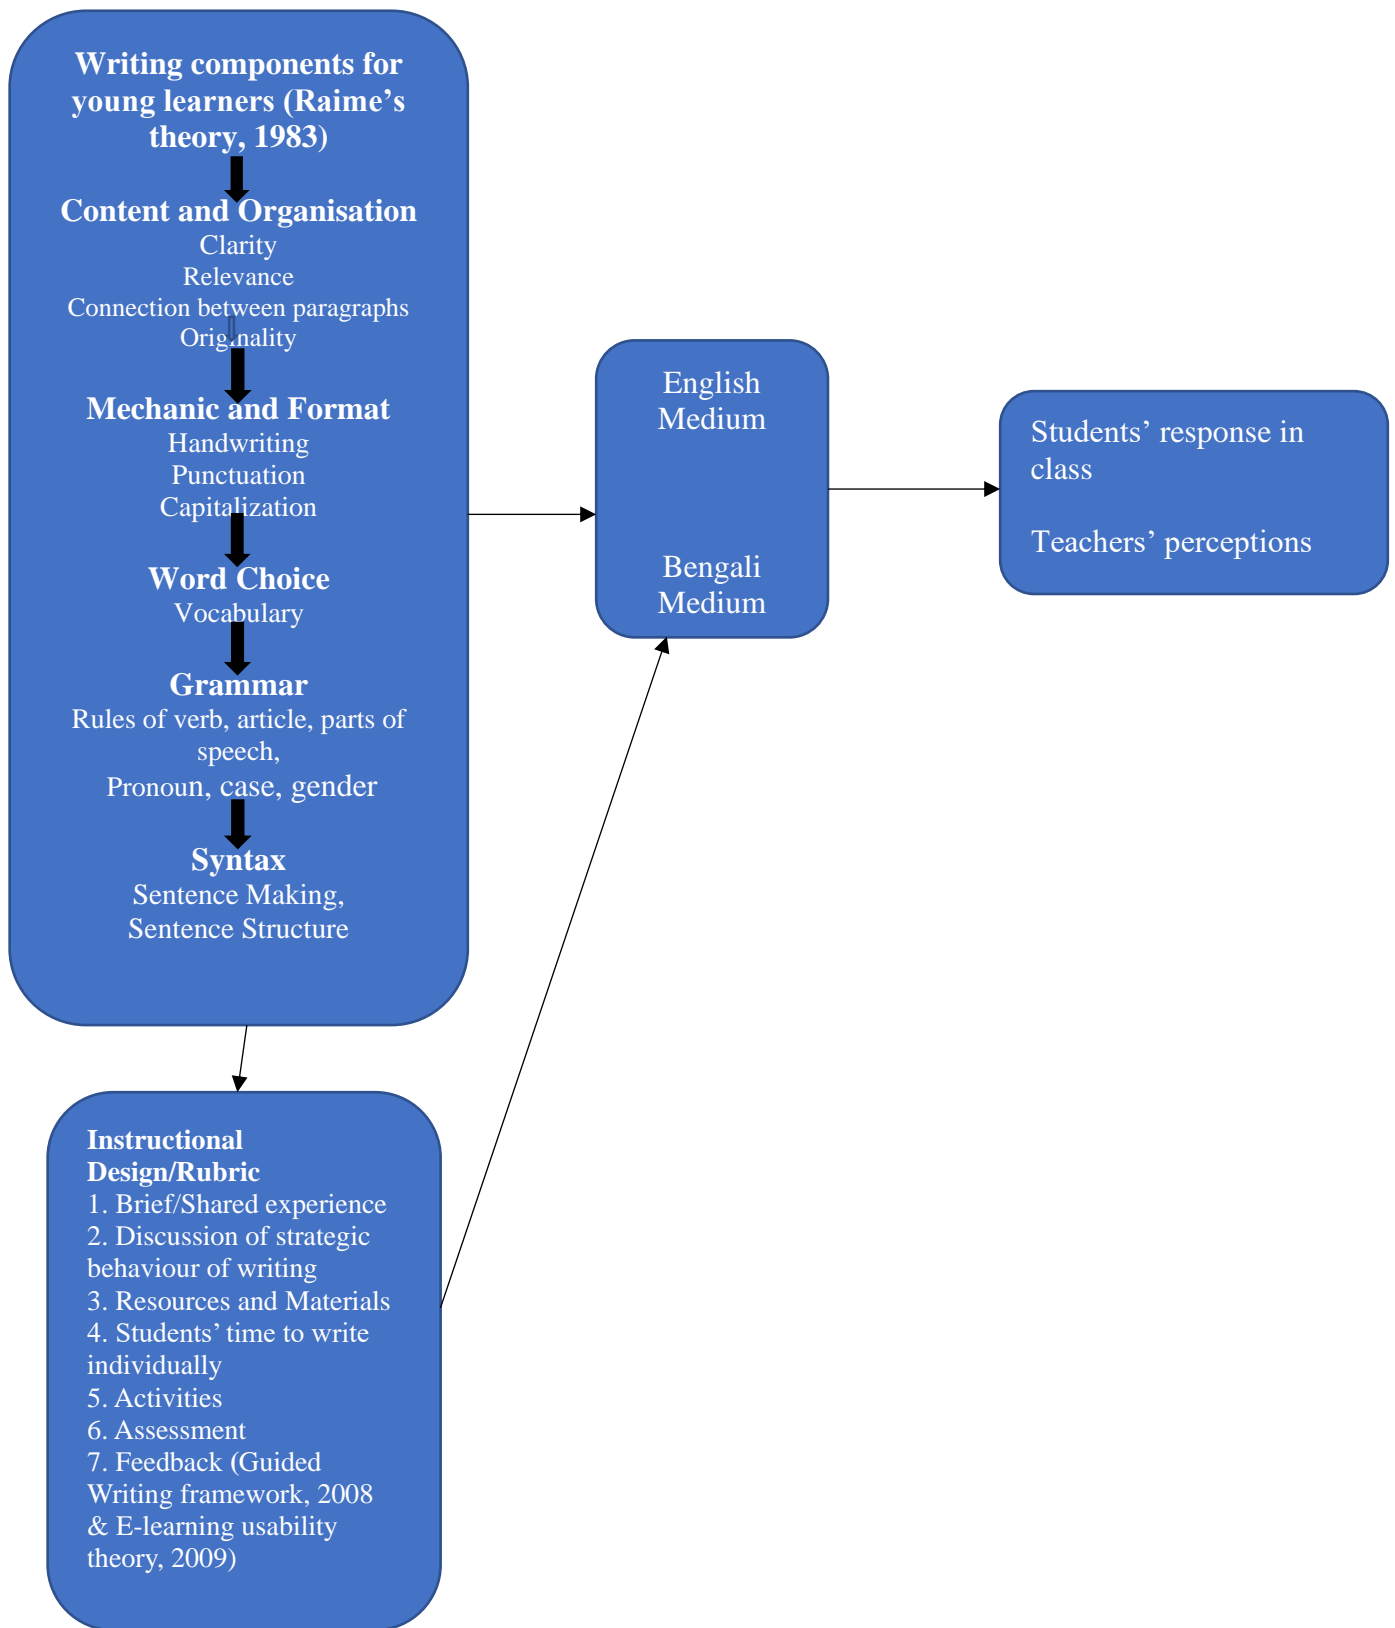 Writing components for
young learners (Raime’s
theory, 1983)
Content and Organisation
Clarity
Relevance
Connection between paragraphs
Originality
Mechanic and Format
Handwriting
Punctuation
Capitalization
Word Choice
Vocabulary
Grammar
Rules of verb, article, parts of
speech,
Pronoun, case, gender
Syntax
Sentence Making,
Sentence Structure
English
Medium
Bengali
Medium
Students’ response in
class
Teachers’ perceptions
Instructional
Design/Rubric
1. Brief/Shared experience
2. Discussion of strategic
behaviour of writing
3. Resources and Materials
4. Students’ time to write
individually
5. Activities
6. Assessment
7. Feedback (Guided
Writing framework, 2008
& E-learning usability
theory, 2009)